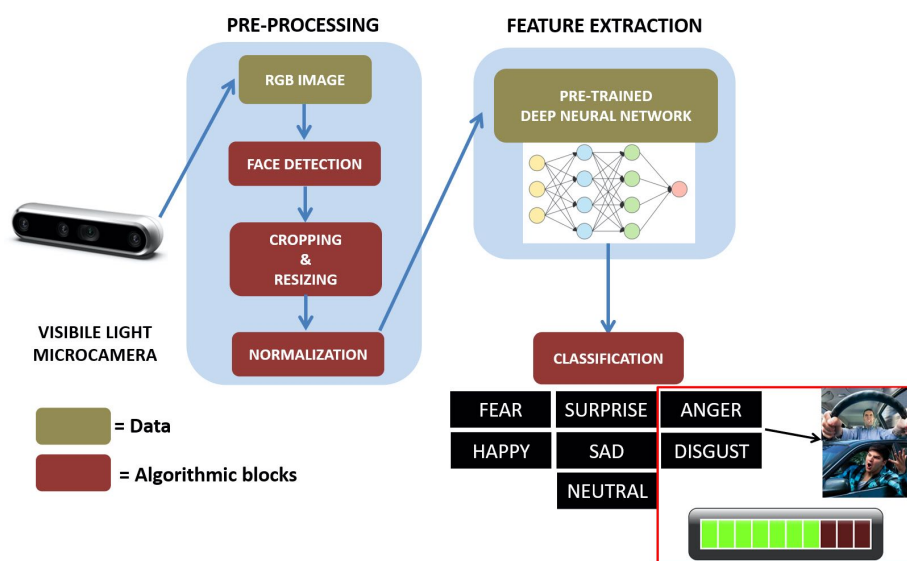 PRE-PROCESSING
FEATURE EXTRACTION
RGB IMAGE
FACE DETECTION
CROPPING
&
RESIZING
NORMALIZATION
PRE-TRAINED
DEEP NEURAL NETWORK
VISIBILE LIGHT
MICROCAMERA
CLASSIFICATION
FEAR
SURPRISE
ANGER
HAPPY
SAD
DISGUST
NEUTRAL
= Data
= Algorithmic blocks